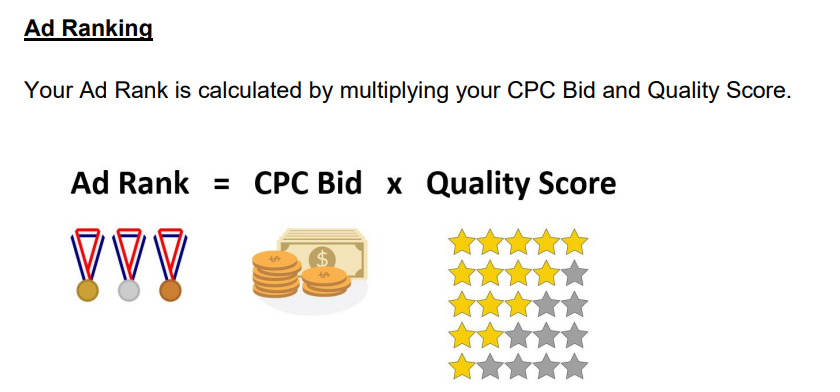 Ad Ranking
Your Ad Rank is calculated by multiplying your CPC Bid and Quality Score.
Ad Rank = CPC Bid x Quality Score
$